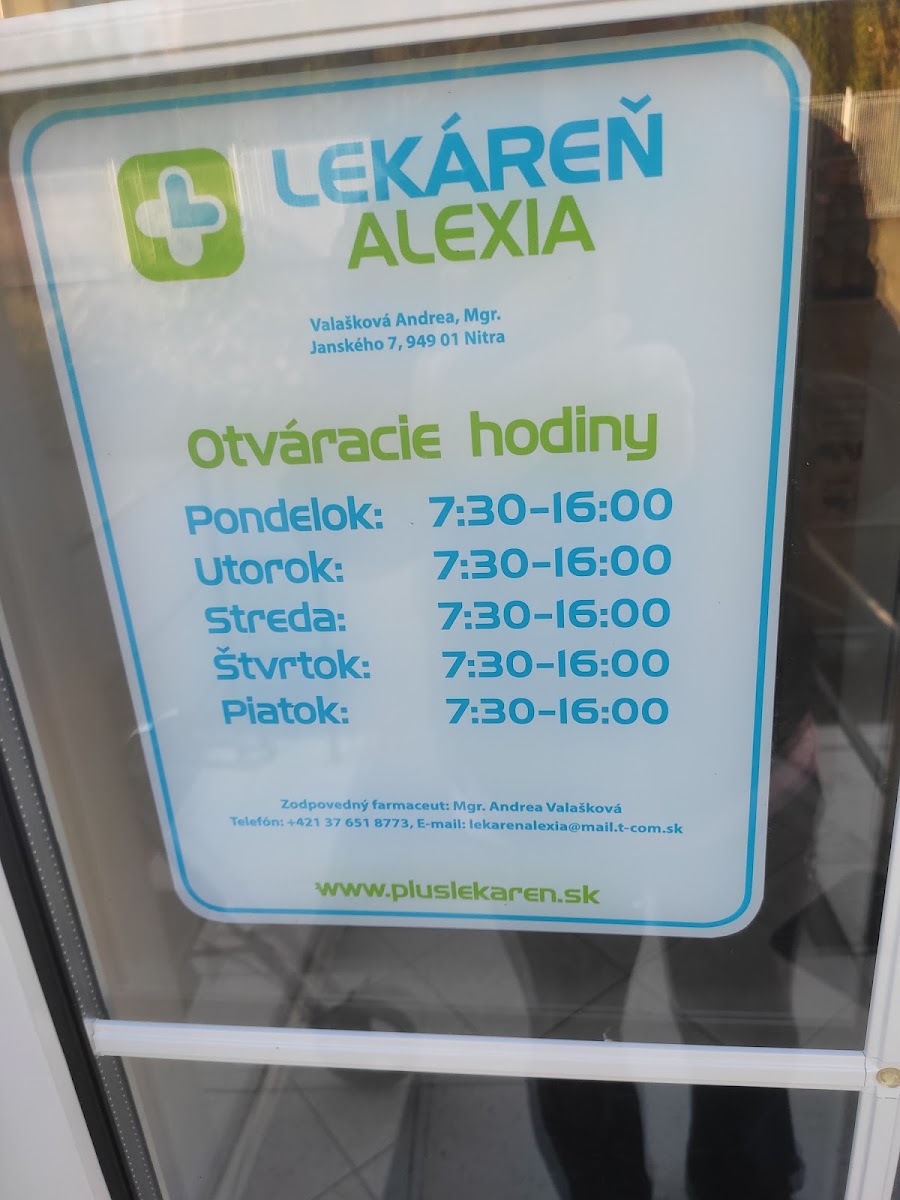 LEKÁREŇ
ALEXIA
Valašková Andrea, Mgr.
Janského 7, 949 01 Nitra
Otváracie hodiny
Pondelok: 7:30-16:00
Utorok: 7:30-16:00
Streda: 7:30-16:00
Štvrtok: 7:30-16:00
Piatok: 7:30-16:00
Zodpovedný farmaceut: Mgr. Andrea Valašková
Telefón: +421 37 651 8773, E-mail: lekarenalexia@mail.t-com.sk
www.pluslekaren.sk